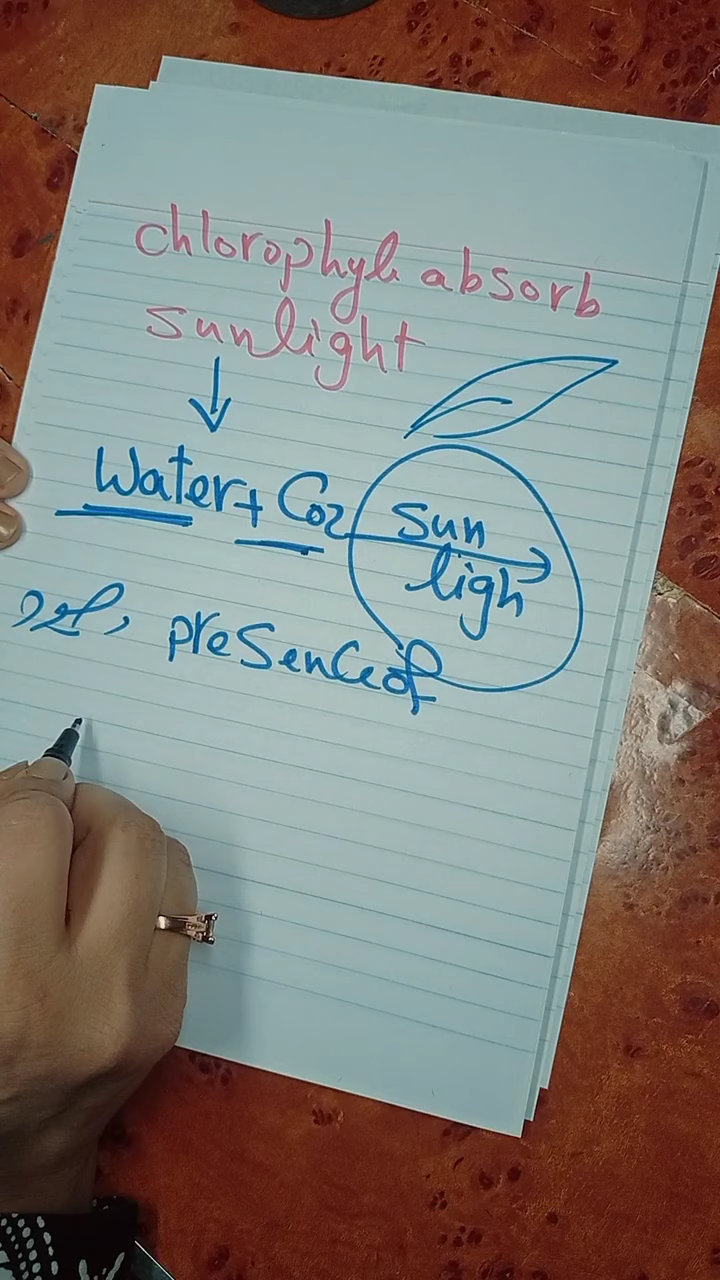 chlorophyll absorb
sunlight
Water + Co2 sun
ligh
presence of